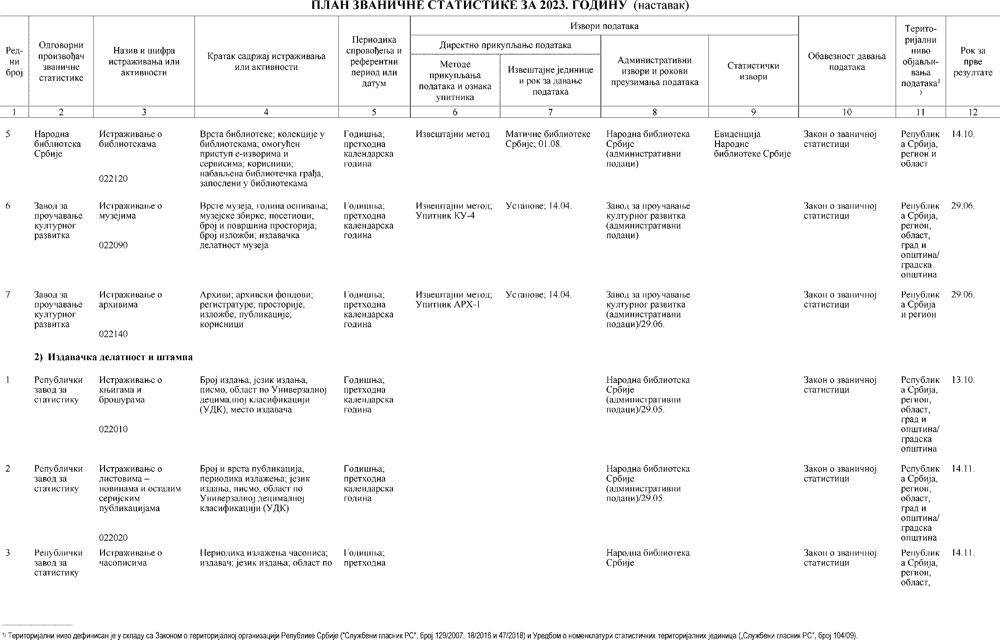 ПЛАН ЗВАНИЧНЕ СТАТИСТИКЕ ЗА 2023. ГОДИНУ (наставак)
Ред-
ни
број
Одговорни
произвођач
званичне
статистике
Назив и шифра
истраживања или
активности
Кратак садржај истраживања
или активности
Периодика
спровођења и
референтни
период или
датум
Извори података
Директно прикупљање података
Методе
прикупљања
података и ознака
упитника
Извештајне јединице
и рок за давање
података
Административни
извори и рокови
преузимања података
Статистички
извори
Обавезност давања
података
Терито-
ријални
ниво
објављи-
вања
података¹
⁾
Рок за
прве
резултате
1 2 3 4 5 6 7 8 9 10 11 12
5
Народна
библиотека
Србије
Истраживање о
библиотекама
022120
Врста библиотеке; колекције у
библиотекама; омогућен
приступ е-изворима и
сервисима; корисници;
набављена библиотечка грађа;
запослени у библиотекама
Годишња;
претходна
календарска
година
Извештајни метод
Матичне библиотеке
Србије; 01.08.
Народна библиотека
Србије
(административни
подаци)
Евиденција
Народне
библиотеке Србије
Закон о званичној
статистици
Републик
а Србија,
регион и
област
14.10.
6
Завод за
проучавање
културног
развитка
Истраживање о
музејима
022090
Врсте музеја, година оснивања;
музејске збирке; посетиоци;
број и површина просторија;
број изложби; издавачка
делатност музеја
Годишња;
претходна
календарска
година
Извештајни метод;
Упитник КУ-4
Установе; 14.04.
Завод за проучавање
културног развитка
(административни
подаци)
Закон о званичној
статистици
Републик
а Србија,
регион,
област,
град и
општина/
градска
општина
29.06.
7
Завод за
проучавање
културног
развитка
Истраживање о
архивима
022140
Архиви; архивски фондови;
регистратуре; просторије;
изложбе; публикације;
корисници
Годишња;
претходна
календарска
година
Извештајни метод;
Упитник АРХ-1
Установе; 14.04.
Завод за проучавање
културног развитка
(административни
подаци)/29.06.
Закон о званичној
статистици
Републик
а Србија
и регион
29.06.
2) Издавачка делатност и штампа
1
Републички
завод за
статистику
Истраживање о
књигама и
брошурама
022010
Број издања, језик издања,
писмо, област по Универзалној
децималној класификацији
(УДК), место издавача
Годишња;
претходна
календарска
година
Народна библиотека
Србије
(административни
подаци)/29.05.
Закон о званичној
статистици
Републик
а Србија,
регион,
област,
град и
општина/
градска
општина
13.10.
2
Републички
завод за
статистику
Истраживање о
листовима –
новинама и осталим
серијским
публикацијама
022020
Број и врста публикација,
периодика излажења; језик
издања, писмо, област по
Универзалној децималној
класификацији (УДК)
Годишња;
претходна
календарска
година
Народна библиотека
Србије
(административни
подаци)/29.05.
Закон о званичној
статистици
Републик
а Србија,
регион,
област,
град и
општина/
градска
општина
14.11.
3
Републички
завод за
статистику
Истраживање о
часописима
Периодика излажења часописа;
издавач; језик издања; област по
Годишња;
претходна
Народна библиотека
Србије
Закон о званичној
статистици
Републик
а Србија,
регион,
област,
14.11.
¹⁾ Територијални ниво дефинисан је у складу са Законом о територијалној организацији Републике Србије ("Службени гласник РС", број 129/2007, 18/2016 и 47/2018) и Уредбом о номенклатури статистичких територијалних јединица („Службени гласник РС", број 104/09).